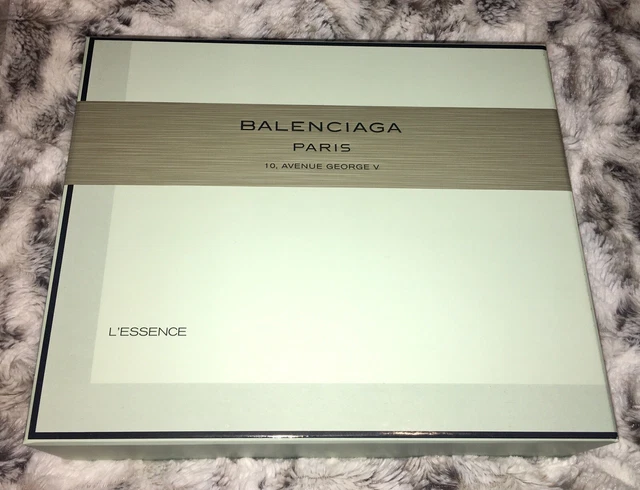 BALENCIAGA
PARIS
10, AVENUE GEORGE V
L'ESSENCE